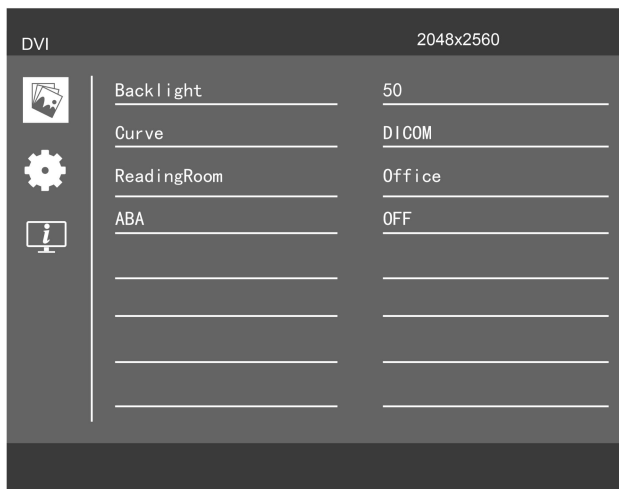 DVI 2048x2560
Backlight 50
Curve DICOM
ReadingRoom Office
ABA OFF
i